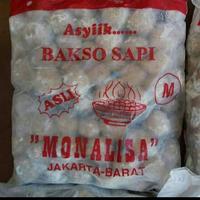 Asyiik......
BAKSO SAPI
ASLI
M
"MONALISA"
JAKARTA-BARAT